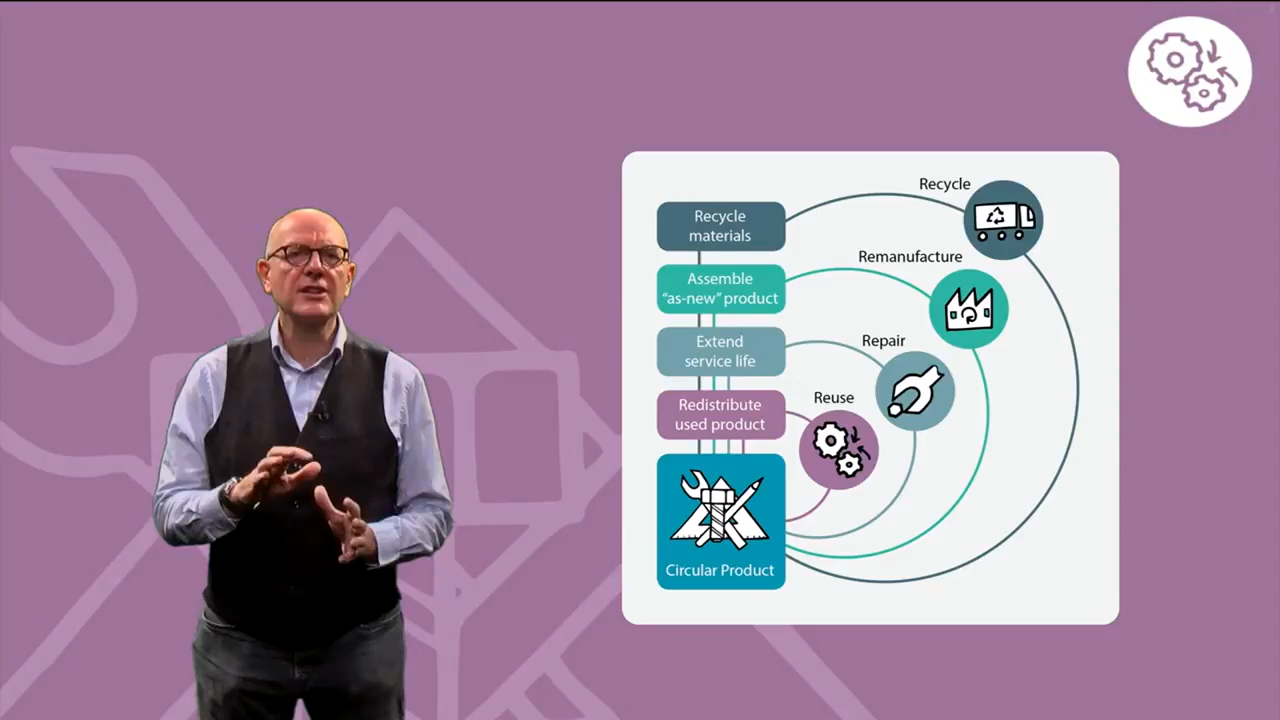 Recycle
Recycle
materials
Remanufacture
Assemble
“as-new” product
Extend
service life
Repair
Redistribute
used product
Reuse
Circular Product